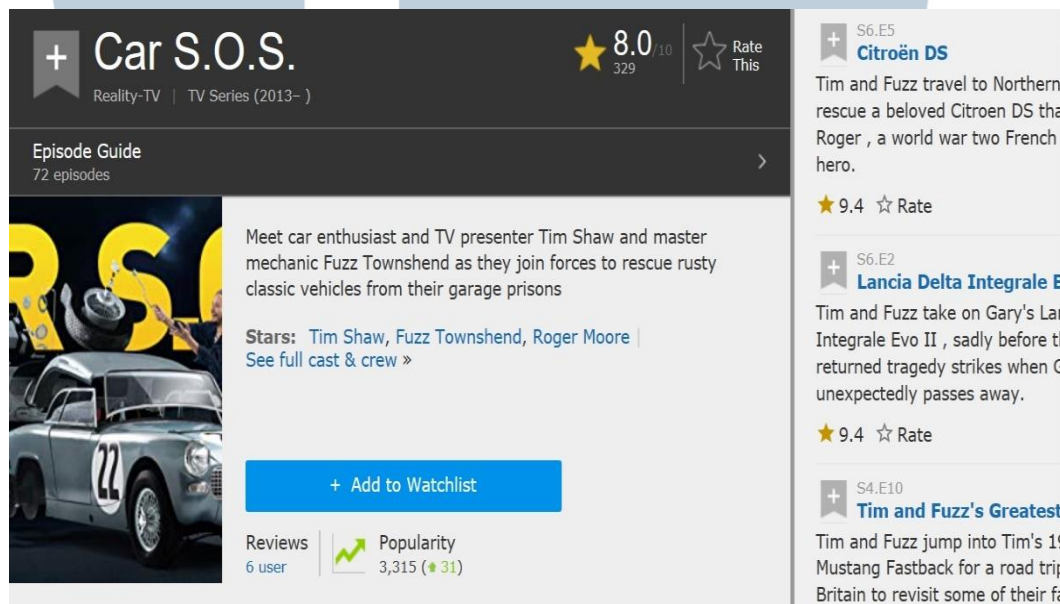 Car S.O.S.
8.0/10
329
Rate
This
Reality-TV | TV Series (2013– )
Episode Guide
72 episodes
R S.O
22
Meet car enthusiast and TV presenter Tim Shaw and master
mechanic Fuzz Townshend as they join forces to rescue rusty
classic vehicles from their garage prisons
Stars: Tim Shaw, Fuzz Townshend, Roger Moore |
See full cast & crew »
+ Add to Watchlist
Reviews
6 user
Popularity
3,315 (31)
S6.E5
Citroën DS
Tim and Fuzz travel to Northern
rescue a beloved Citroen DS tha
Roger , a world war two French
hero.
9.4 Rate
S6.E2
Lancia Delta Integrale E
Tim and Fuzz take on Gary's Lan
Integrale Evo II , sadly before th
returned tragedy strikes when G
unexpectedly passes away.
9.4 Rate
S4.E10
Tim and Fuzz's Greatest
Tim and Fuzz jump into Tim's 19
Mustang Fastback for a road trip
Britain to revisit some of their fa